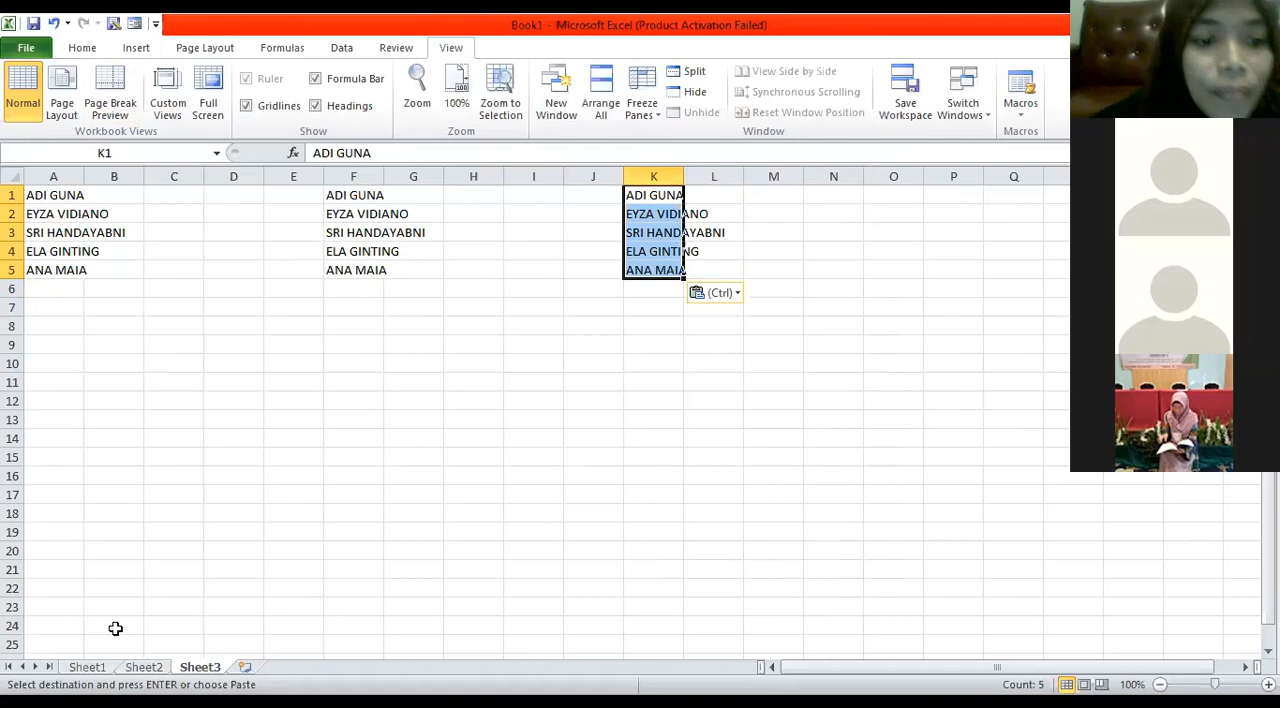 Book1 - Microsoft Excel (Product Activation Failed)
File Home Insert Page Layout Formulas Data Review View
Normal
Page Layout
Page Break Preview
Custom Views
Full Screen
Workbook Views
Ruler
Formula Bar
Gridlines
Headings
Show
Zoom
100%
Zoom to Selection
Zoom
New Window
Arrange All
Freeze Panes
Split
Hide
Unhide
View Side by Side
Synchronous Scrolling
Reset Window Position
Window
Save Workspace
Switch Windows
Macros
Macros
K1 fx ADI GUNA
A B C D E F G H I J K L M N O P Q
1 ADI GUNA ADI GUNA ADI GUNA
2 EYZA VIDIANO EYZA VIDIANO EYZA VIDIANO
3 SRI HANDAYABNI SRI HANDAYABNI SRI HANDAYABNI
4 ELA GINTING ELA GINTING ELA GINTING
5 ANA MAIA ANA MAIA ANA MAIA
6 (Ctrl)
7
8
9
10
11
12
13
14
15
16
17
18
19
20
21
22
23
24
25
Sheet1 Sheet2 Sheet3
Select destination and press ENTER or choose Paste Count: 5 100%